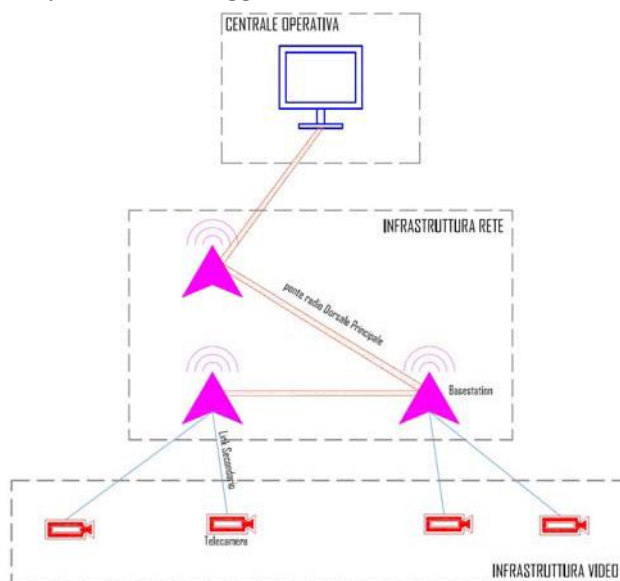 CENTRALE OPERATIVA
INFRASTRUTTURA RETE
ponte radio Dorsale Principale
Basestation
Link Secondario
Telecamera
INFRASTRUTTURA VIDEO